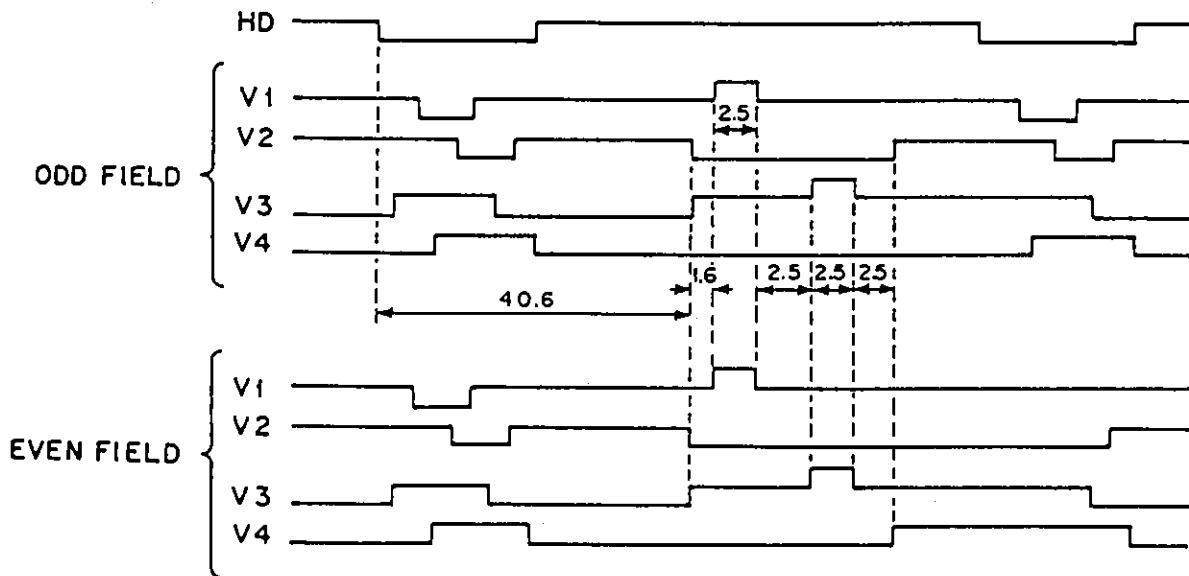 HD
V1
2.5
V2
ODD FIELD
V3
V4
1.6
2.5
2.5
2.5
40.6
V1
V2
EVEN FIELD
V3
V4